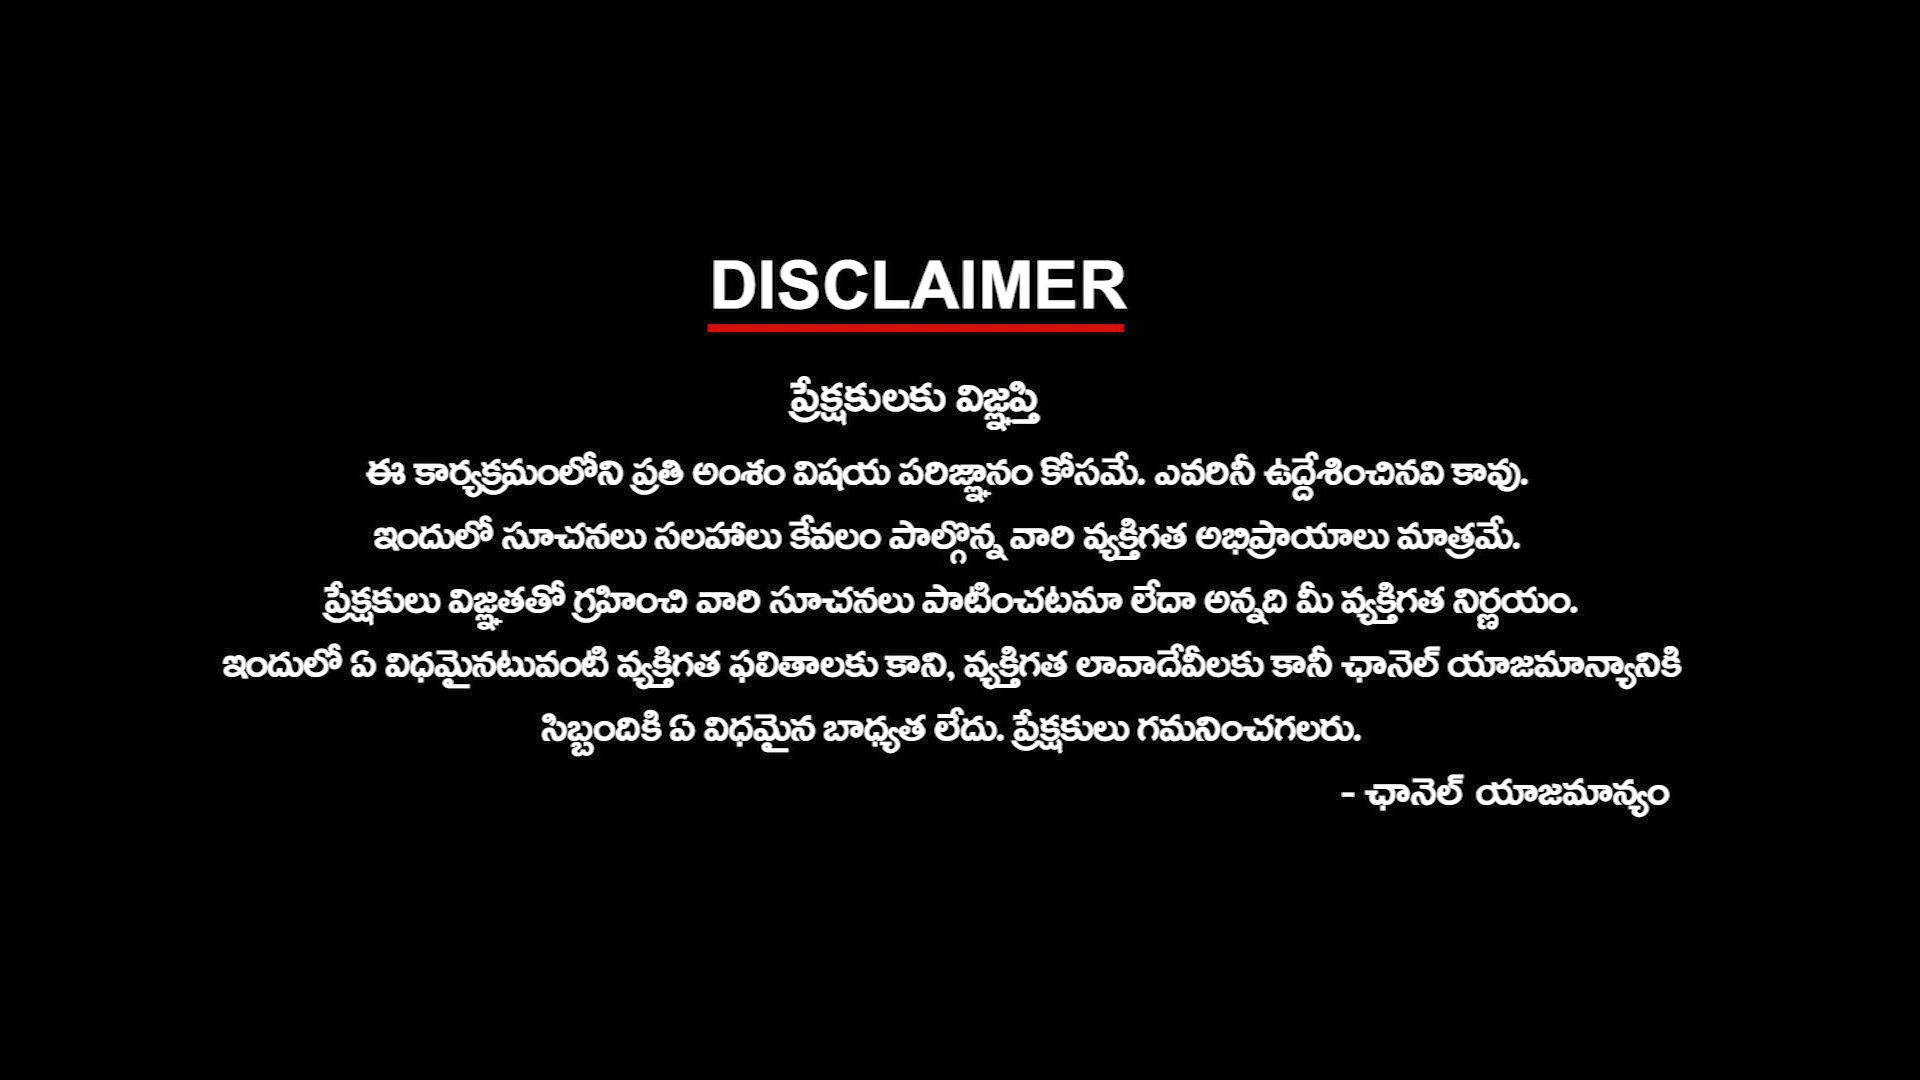 DISCLAIMER
ప్రేక్షకులకు విజ్ఞప్తి
ఈ కార్యక్రమంలోని ప్రతి అంశం విషయ పరిజ్ఞానం కోసమే. ఎవరినీ ఉద్దేశించినవి కావు.
ఇందులో సూచనలు సలహాలు కేవలం పాల్గొన్న వారి వ్యక్తిగత అభిప్రాయాలు మాత్రమే.
ప్రేక్షకులు విజ్ఞతతో గ్రహించి వారి సూచనలు పాటించటమా లేదా అన్నది మీ వ్యక్తిగత నిర్ణయం.
ఇందులో ఏ విధమైనటువంటి వ్యక్తిగత ఫలితాలకు కాని, వ్యక్తిగత లావాదేవీలకు కానీ ఛానెల్ యాజమాన్యానికి
సిబ్బందికి ఏ విధమైన బాధ్యత లేదు. ప్రేక్షకులు గమనించగలరు.
- ఛానెల్ యాజమాన్యం